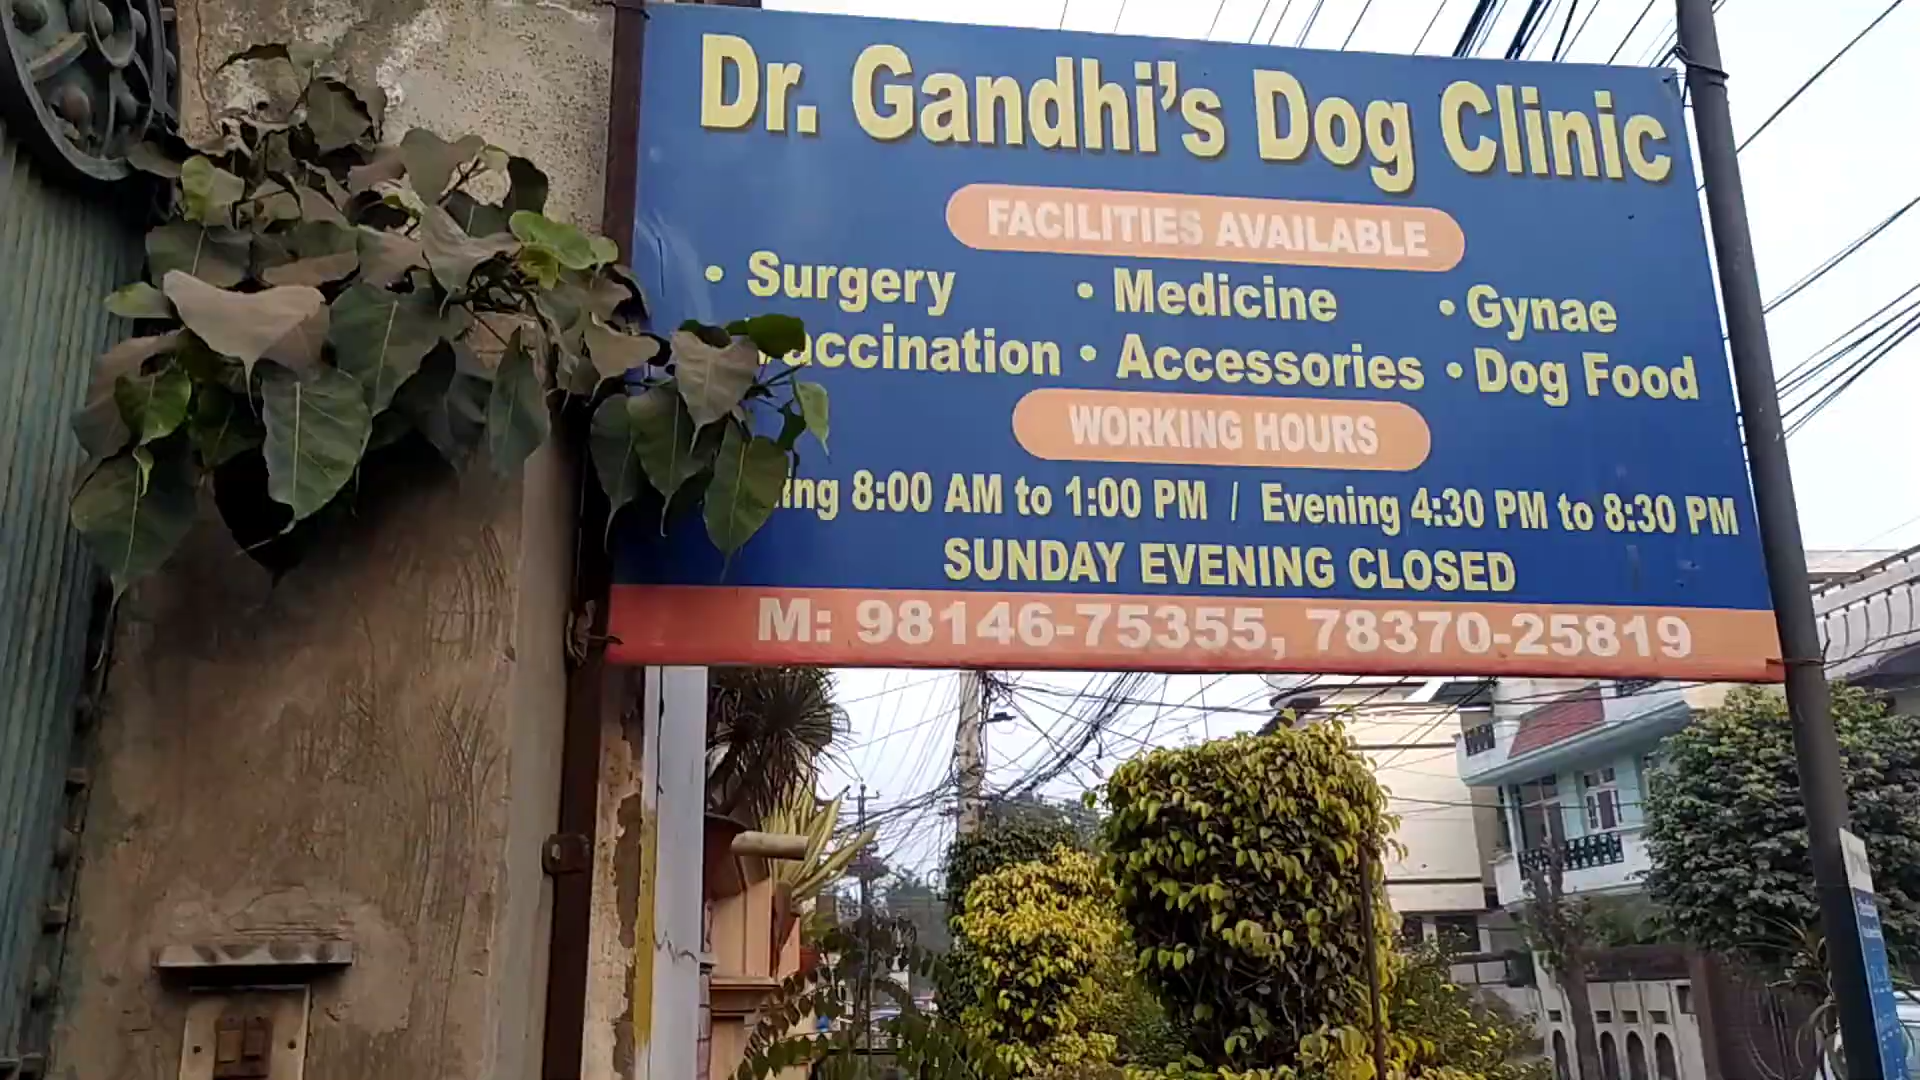 Dr. Gandhi's Dog Clinic
FACILITIES AVAILABLE
• Surgery • Medicine • Gynae
accination • Accessories • Dog Food
WORKING HOURS
ing 8:00 AM to 1:00 PM / Evening 4:30 PM to 8:30 PM
SUNDAY EVENING CLOSED
M: 98146-75355, 78370-25819